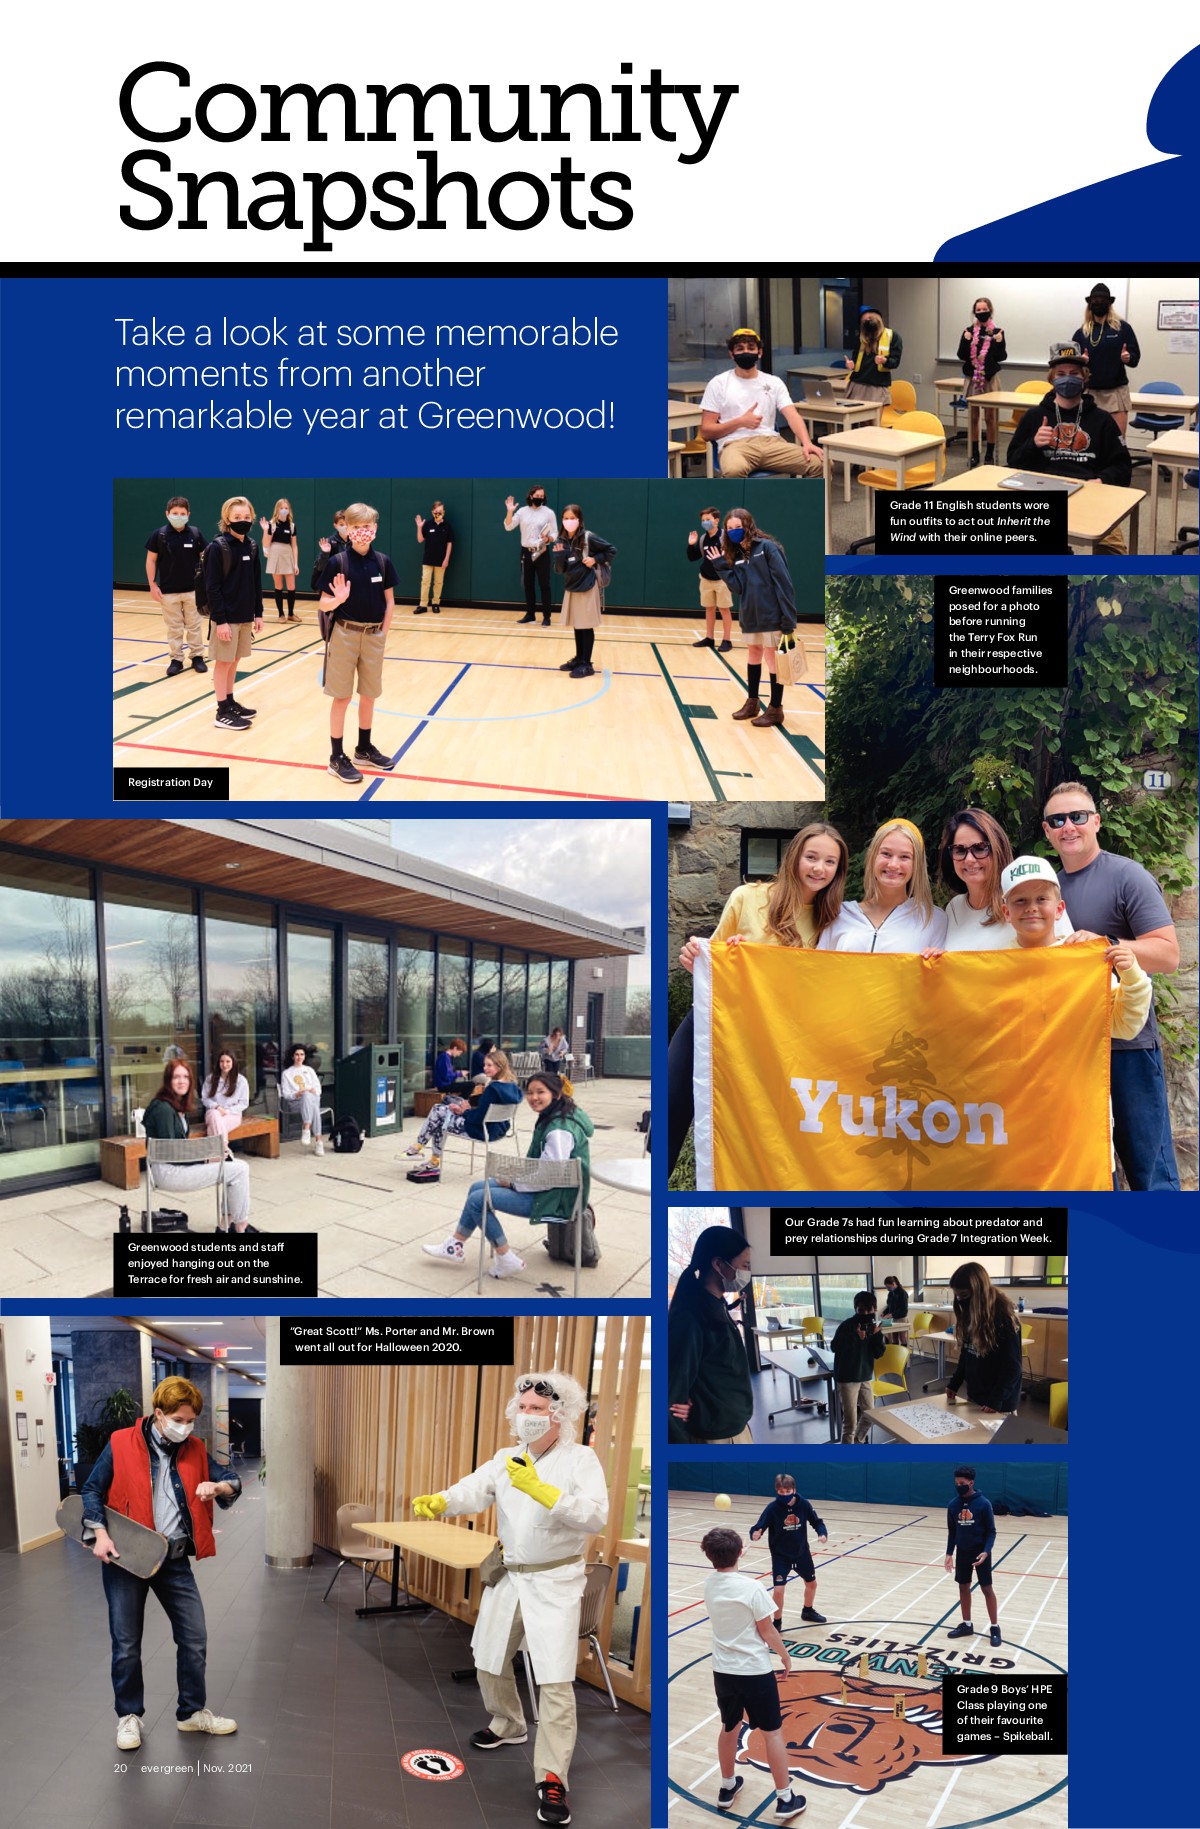 Community
Snapshots
Take a look at some memorable
moments from another
remarkable year at Greenwood!
Grade 11 English students wore
fun outfits to act out Inherit the
Wind with their online peers.
Registration Day
Greenwood families
posed for a photo
before running
the Terry Fox Run
in their respective
neighbourhoods.
11
Yukon
Greenwood students and staff
enjoyed hanging out on the
Terrace for fresh air and sunshine.
Our Grade 7s had fun learning about predator and
prey relationships during Grade 7 Integration Week.
"Great Scott!" Ms. Porter and Mr. Brown
went all out for Halloween 2020.
GREAT
GRIZZLIES
Grade 9 Boys' HPE
Class playing one
of their favourite
games – Spikeball.
20 evergreen | Nov. 2021